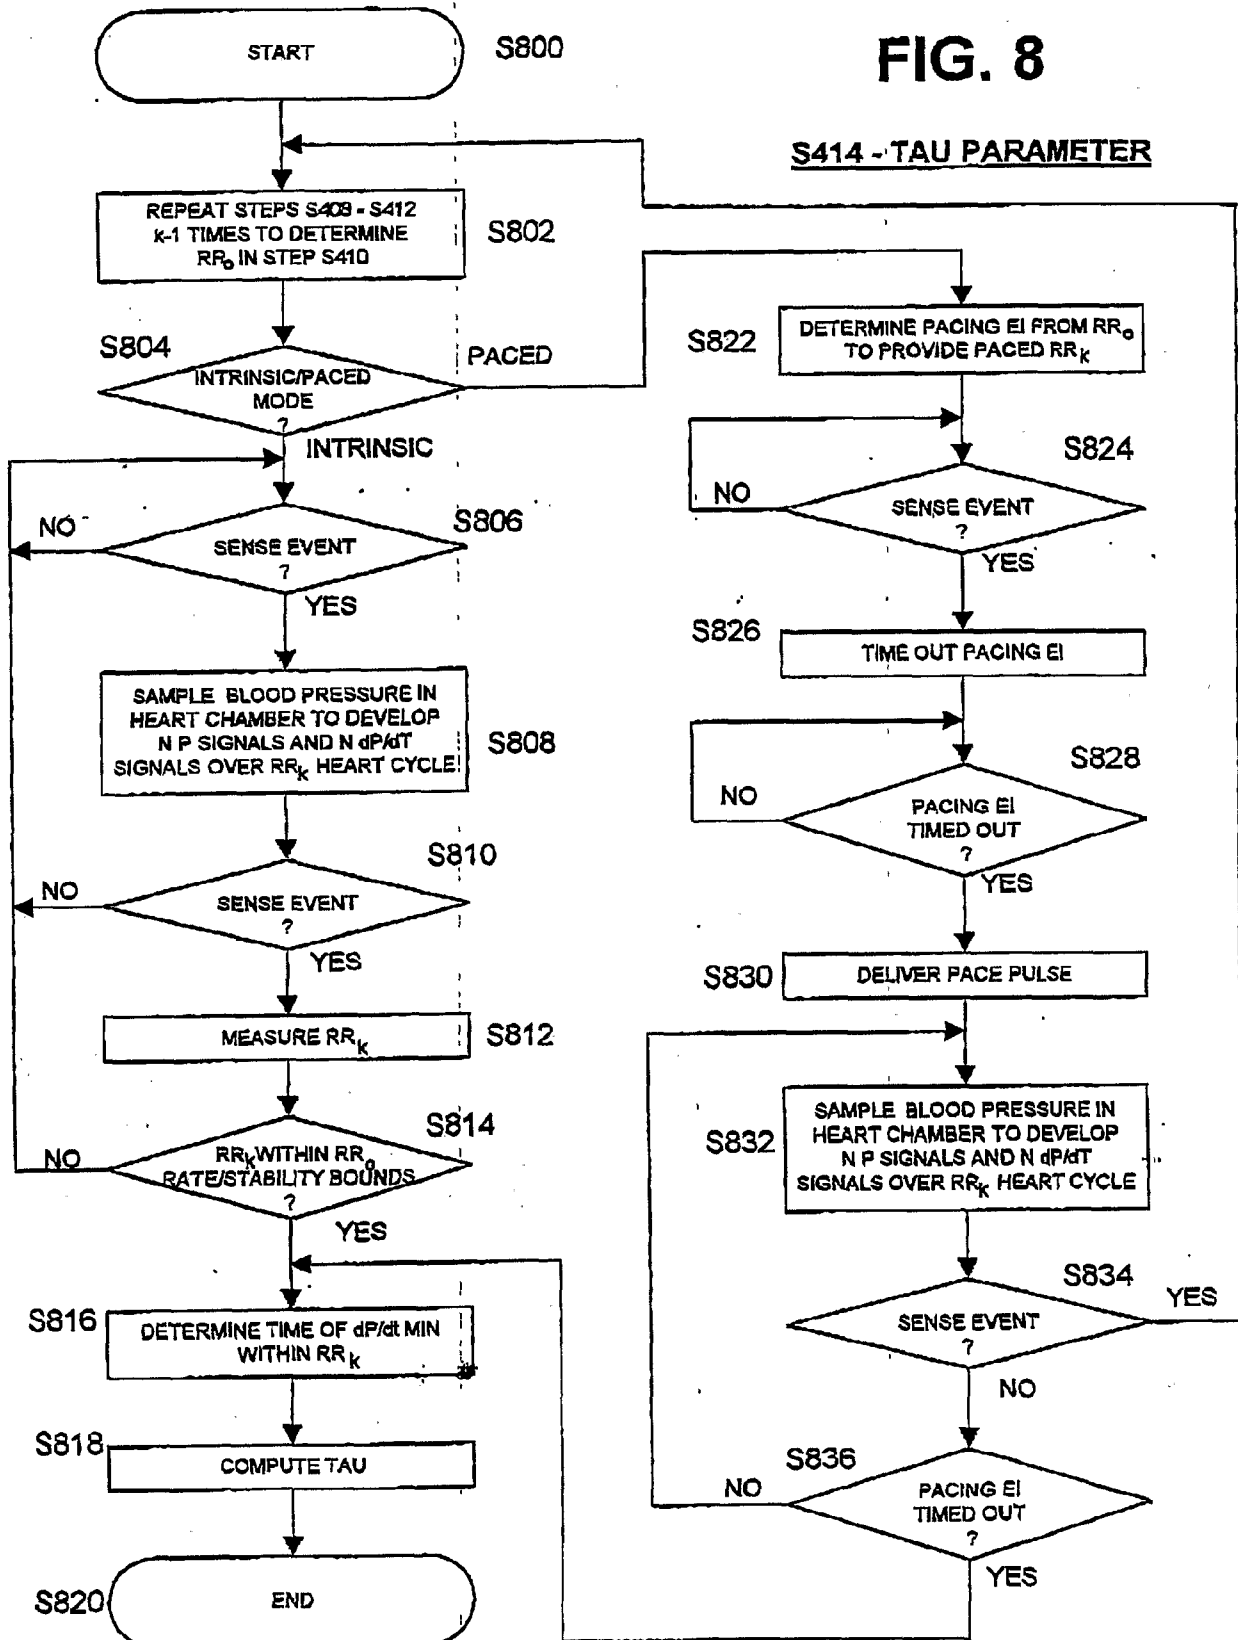 FIG. 8
S414 - TAU PARAMETER
START
S800
REPEAT STEPS S408 - S412
K-1 TIMES TO DETERMINE
RRo IN STEP S410
S802
S804
INTRINSIC/PACED
MODE
?
PACED
INTRINSIC
S806
SENSE EVENT
?
NO
YES
SAMPLE BLOOD PRESSURE IN
HEART CHAMBER TO DEVELOP
N P SIGNALS AND N dP/dT
SIGNALS OVER RRk HEART CYCLE
S808
S810
SENSE EVENT
?
NO
YES
MEASURE RRk
S812
S814
RRk WITHIN RRo
RATE/STABILITY BOUNDS
?
NO
YES
S816
DETERMINE TIME OF dP/dt MIN
WITHIN RRk
S818
COMPUTE TAU
S820
END
S822
DETERMINE PACING EI FROM RRo
TO PROVIDE PACED RRk
S824
SENSE EVENT
?
NO
YES
S826
TIME OUT PACING EI
S828
PACING EI
TIMED OUT
?
NO
YES
S830
DELIVER PACE PULSE
S832
SAMPLE BLOOD PRESSURE IN
HEART CHAMBER TO DEVELOP
N P SIGNALS AND N dP/dT
SIGNALS OVER RRk HEART CYCLE
S834
SENSE EVENT
?
YES
NO
S836
PACING EI
TIMED OUT
?
NO
YES